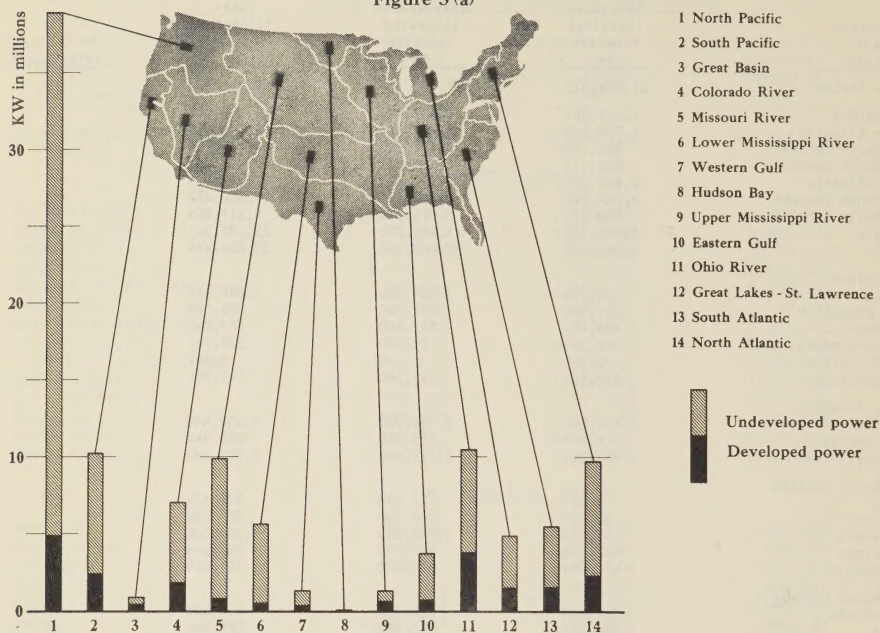 Figure 3 (a)
KW in millions
30
20
10
0
1 2 3 4 5 6 7 8 9 10 11 12 13 14
1 North Pacific
2 South Pacific
3 Great Basin
4 Colorado River
5 Missouri River
6 Lower Mississippi River
7 Western Gulf
8 Hudson Bay
9 Upper Mississippi River
10 Eastern Gulf
11 Ohio River
12 Great Lakes - St. Lawrence
13 South Atlantic
14 North Atlantic
Undeveloped power
Developed power